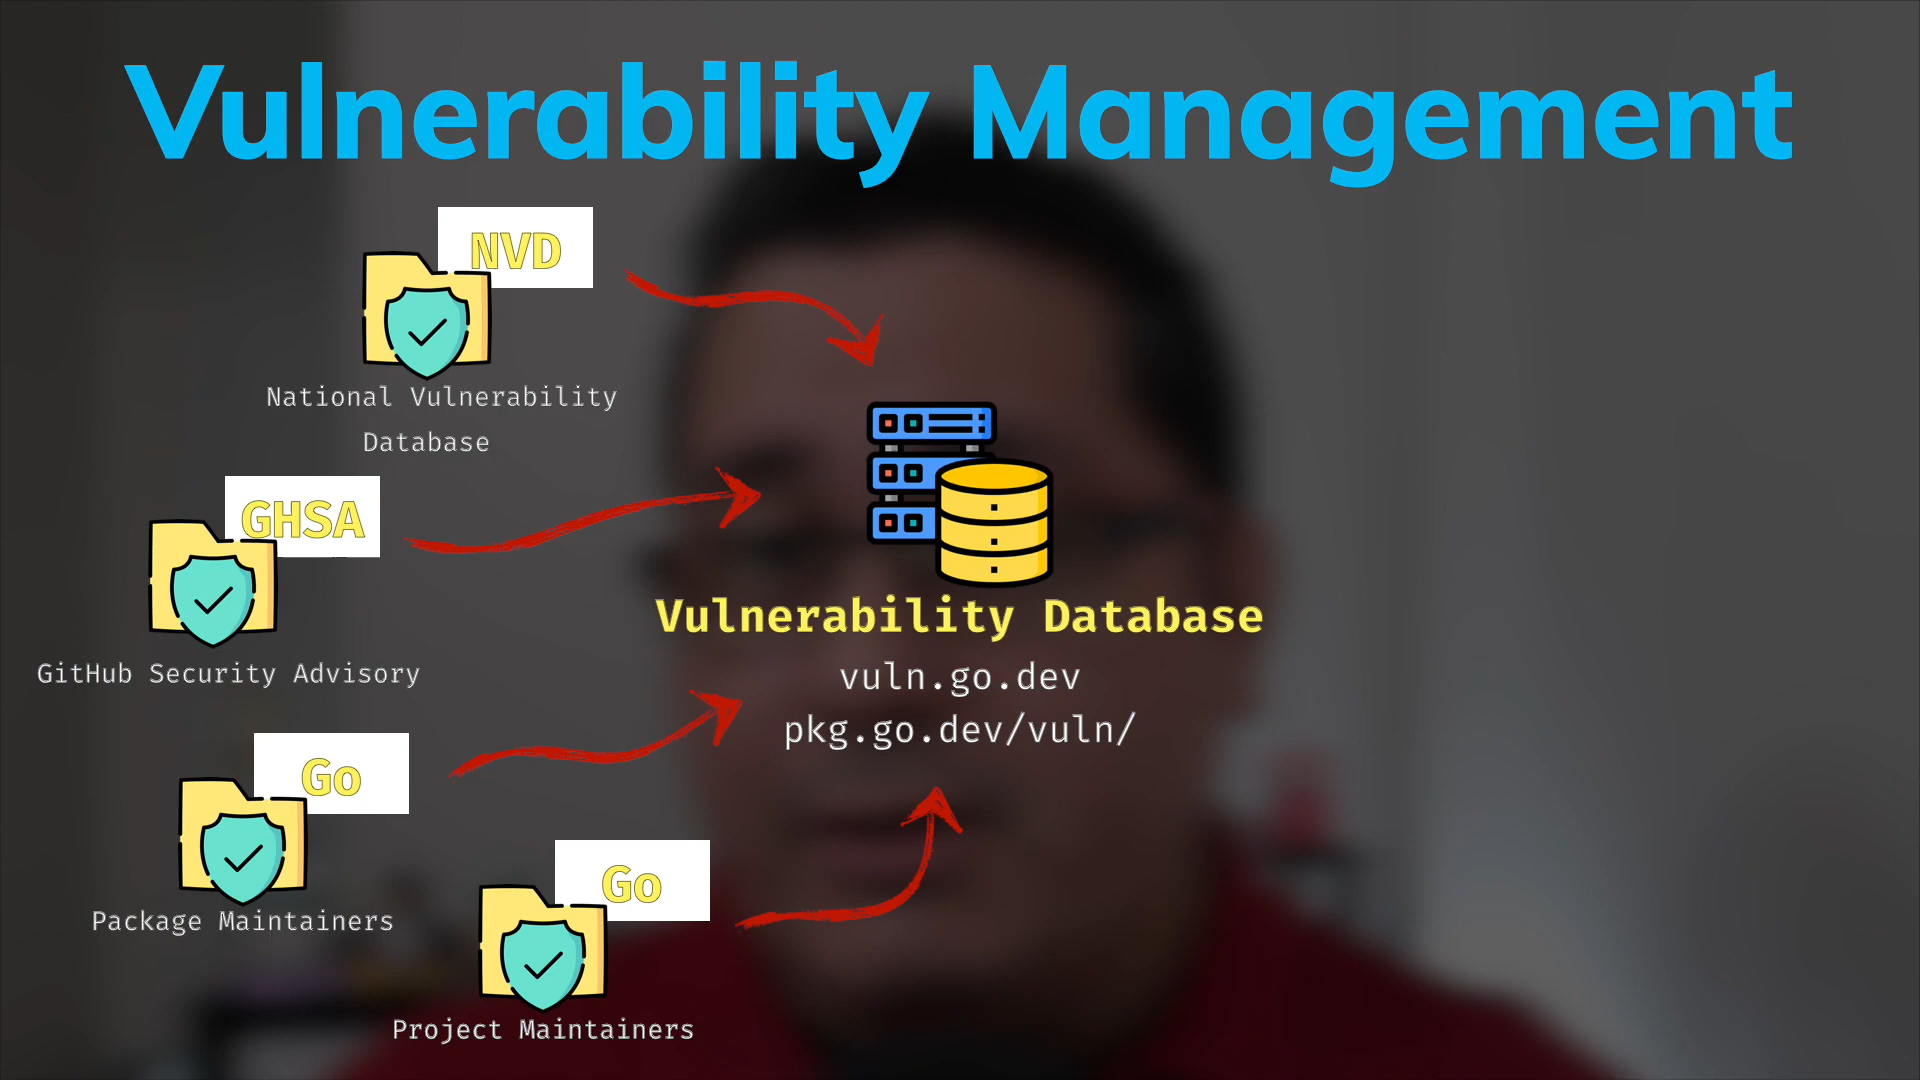 Vulnerability Management
NVD
National Vulnerability
Database
GHSA
GitHub Security Advisory
Go
Package Maintainers
Go
Project Maintainers
Vulnerability Database
vuln.go.dev
pkg.go.dev/vuln/